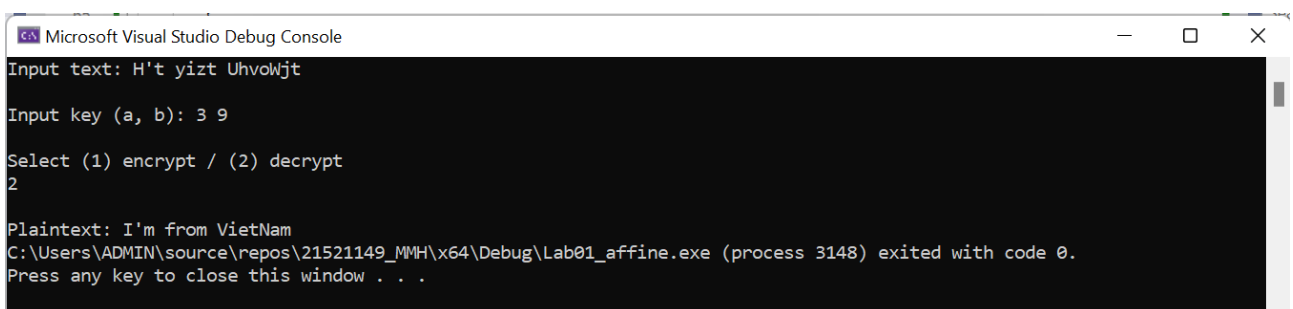 Microsoft Visual Studio Debug Console
Input text: H't yizt UhvoWjt
Input key (a, b): 3 9
Select (1) encrypt / (2) decrypt
2
Plaintext: I'm from VietNam
C:\Users\ADMIN\source\repos\21521149_MMH\x64\Debug\Lab01_affine.exe (process 3148) exited with code 0.
Press any key to close this window . . .